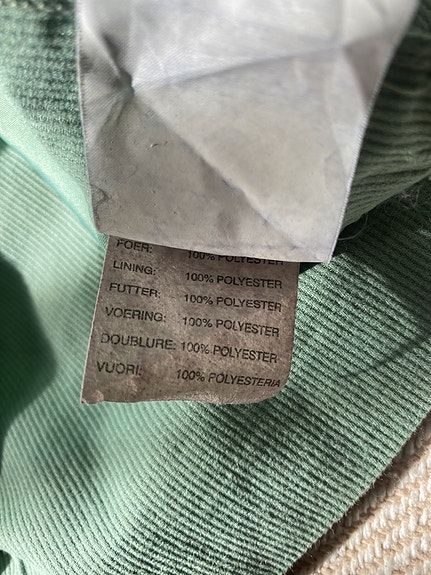 FOER: 100% POLYESTER
LINING: 100% POLYESTER
FUTTER: 100% POLYESTER
VOERING: 100% POLYESTER
DOUBLURE: 100% POLYESTER
VUORI: 100% POLYESTERIA